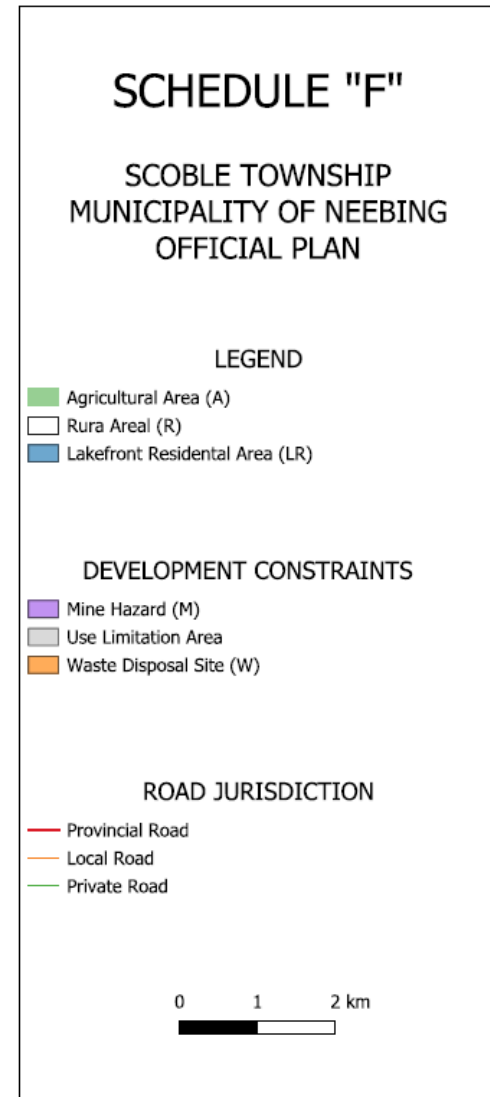 SCHEDULE "F"
SCOBLE TOWNSHIP
MUNICIPALITY OF NEEBING
OFFICIAL PLAN
LEGEND
Agricultural Area (A)
Rura Areal (R)
Lakefront Residental Area (LR)
DEVELOPMENT CONSTRAINTS
Mine Hazard (M)
Use Limitation Area
Waste Disposal Site (W)
ROAD JURISDICTION
Provincial Road
Local Road
Private Road
0 1 2 km